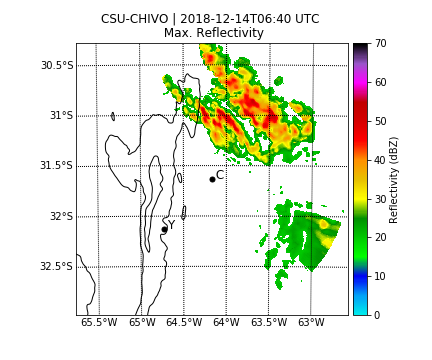 CSU-CHIVO | 2018-12-14T06:40 UTC
Max. Reflectivity
30.5°S
31°S
31.5°S
32°S
32.5°S
65.5°W 65°W 64.5°W 64°W 63.5°W 63°W
C
Y
70
60
50
40
30
20
10
0
Reflectivity (dBZ)